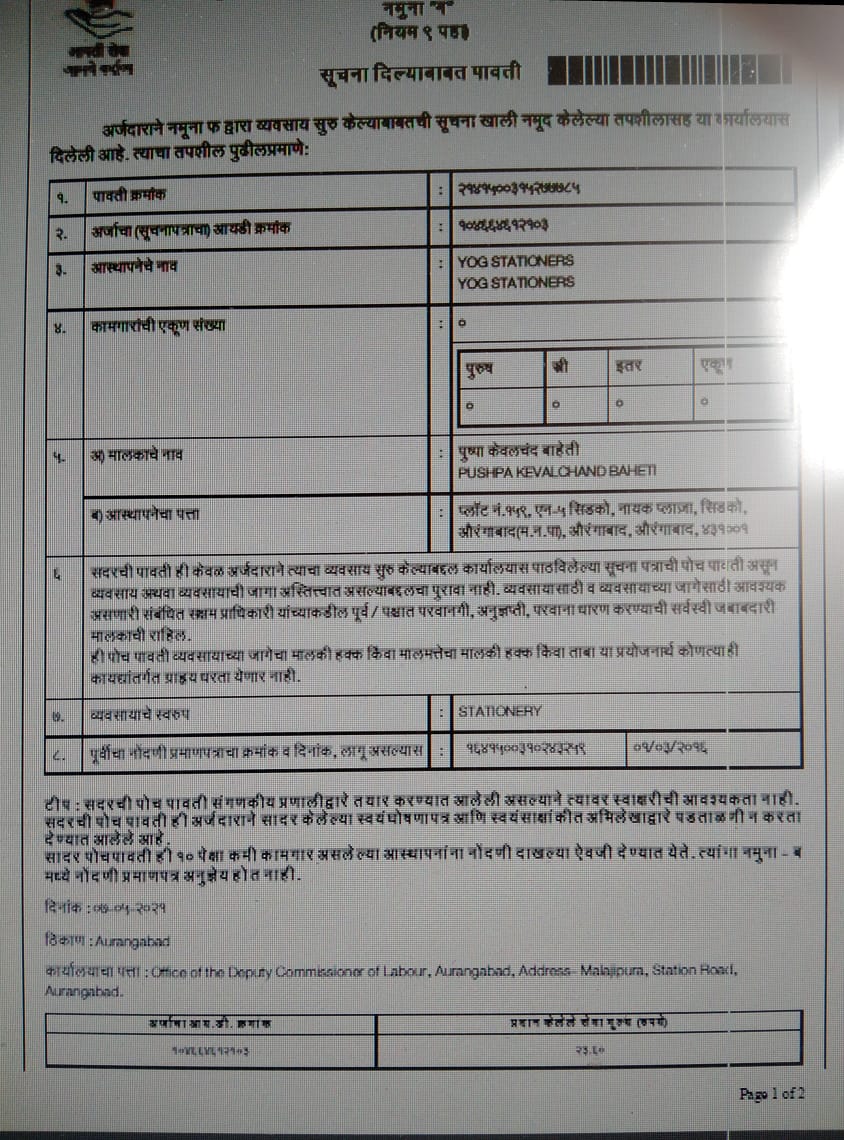 नमुना "ग"
(नियम ९ पहा)
आपली सेवा
आमचे कर्तव्य
सूचना दिल्याबाबत पावती
अर्जदाराने नमूना फ द्वारा व्यवसाय सुरु केल्याबाबतची सूचना खाली नमूद केलेल्या तपशीलासह या कार्यालयास
दिलेली आहे. त्याचा तपशील पुढीलप्रमाणे:
१. पावती क्रमांक : २१४१५००३१५२७७७८५
२. अर्जाचा (सूचनापत्राचा) आयडी क्रमांक : १०४६६४६१२१०३
३. आस्थापनेचे नाव : YOG STATIONERS
YOG STATIONERS
४. कामगारांची एकूण संख्या : ०
पुरुष स्त्री इतर एकूण
० ० ० ०
५. अ) मालकाचे नाव : पुष्पा केवलचंद बाहेती
PUSHPA KEVALCHAND BAHETI
ब) आस्थापनेचा पत्ता : प्लॉट नं.१५९, एन-५ सिडको, नायक प्लाझा, सिडको,
औरंगाबाद(म.न.पा), औरंगाबाद, औरंगाबाद, ४३१००१
६ सदरची पावती ही केवळ अर्जदाराने त्याचा व्यवसाय सुरु केल्याबद्दल कार्यालयास पाठविलेल्या सूचना पत्राची पोच पावती असून
व्यवसाय अथवा व्यवसायाची जागा अस्तित्त्वात असल्याबद्दलचा पुरावा नाही. व्यवसायासाठी व व्यवसायाच्या जागेसाठी आवश्यक
असणारी संबंधित सक्षम प्राधिकारी यांच्याकडील पूर्व / पश्चात परवानगी, अनुज्ञप्ती, परवाना धारण करण्याची सर्वस्वी जबाबदारी
मालकाची राहिल.
ही पोच पावती व्यवसायाच्या जागेचा मालकी हक्क किंवा मालमत्तेचा मालकी हक्क किंवा ताबा या प्रयोजनार्थ कोणत्याही
कायद्यांतर्गत ग्राह्य धरता येणार नाही.
७. व्यवसायाचे स्वरुप : STATIONERY
८. पूर्वीचा नोंदणी प्रमाणपत्राचा क्रमांक व दिनांक, लागू असल्यास : १६४१५००३१०२४३२५९ ०१/०३/२०१६
टीप : सदरची पोच पावती संगणकीय प्रणालीद्वारे तयार करण्यात आलेली असल्याने त्यावर स्वाक्षरीची आवश्यकता नाही.
सदरची पोच पावती ही अर्जदाराने सादर केलेल्या स्वयंघोषणापत्र आणि स्वयंसाक्षांकीत अभिलेखाद्वारे पडताळणी न करता
देण्यात आलेले आहे.
सादर पोचपावती ही १० पेक्षा कमी कामगार असलेल्या आस्थापनांना नोंदणी दाखल्या ऐवजी देण्यात येते. त्यांना नमुना – ब
मध्ये नोंदणी प्रमाणपत्र अनुज्ञेय होत नाही.
दिनांक : ०७-०५-२०२१
ठिकाण : Aurangabad
कार्यालयाचा पत्ता : Office of the Deputy Commissioner of Labour, Aurangabad, Address- Malajipura, Station Road,
Aurangabad.
अर्जाचा आय.डी. क्रमांक प्रदान केलेले सेवा मूल्य (रुपये)
१०४६६४६१२१०३ २३.६०
Page 1 of 2